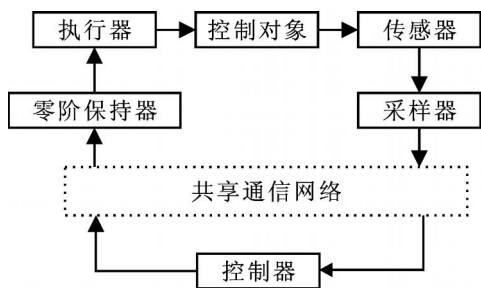 执行器
控制对象
传感器
零阶保持器
采样器
共享通信网络
控制器